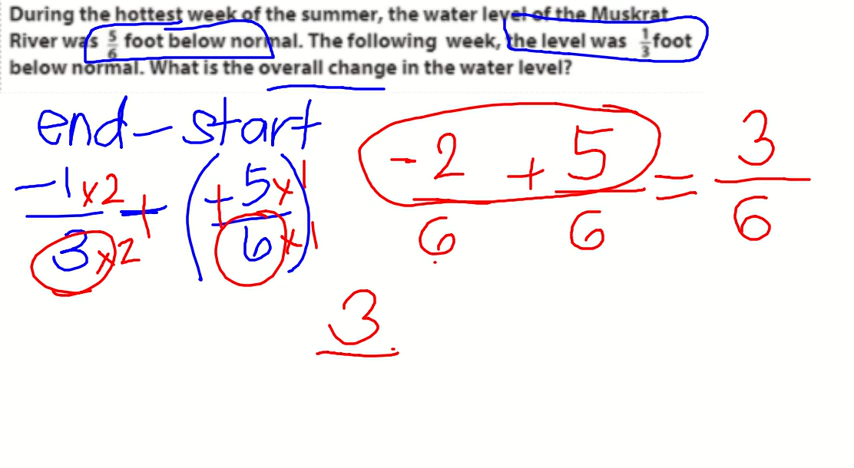 During the hottest week of the summer, the water level of the Muskrat
River was 5/6 foot below normal. The following week, the level was 1/3 foot
below normal. What is the overall change in the water level?
end - start
-1x2/3x2 + (+5x1/6x1)
-2/6 + 5/6 = 3/6
3